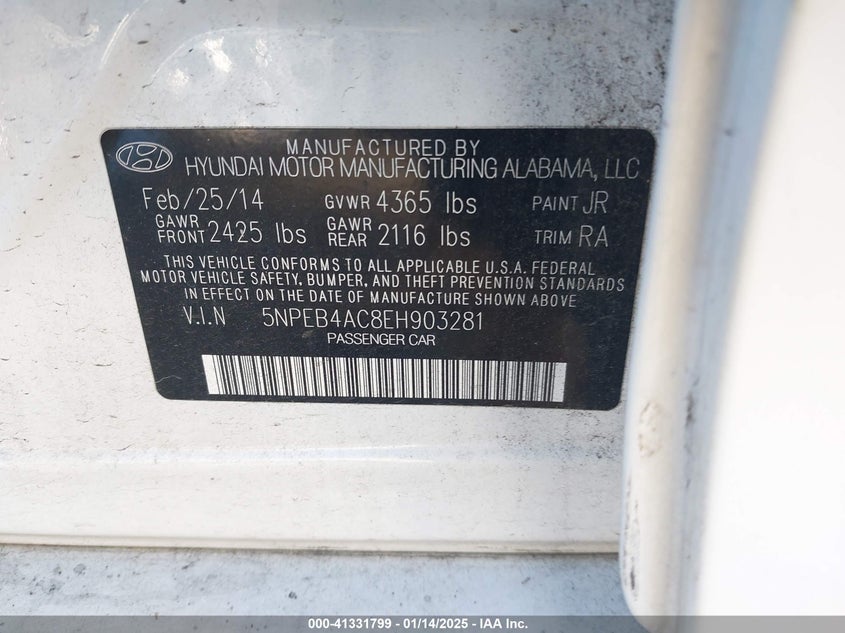 MANUFACTURED BY
HYUNDAI MOTOR MANUFACTURING ALABAMA, LLC
Feb/25/14 GVWR 4365 lbs PAINT JR
GAWR FRONT 2425 lbs GAWR REAR 2116 lbs TRIM RA
THIS VEHICLE CONFORMS TO ALL APPLICABLE U.S.A. FEDERAL
MOTOR VEHICLE SAFETY, BUMPER, AND THEFT PREVENTION STANDARDS
IN EFFECT ON THE DATE OF MANUFACTURE SHOWN ABOVE
V.I.N 5NPEB4AC8EH903281
PASSENGER CAR
000-41331799 - 01/14/2025 - IAA Inc.